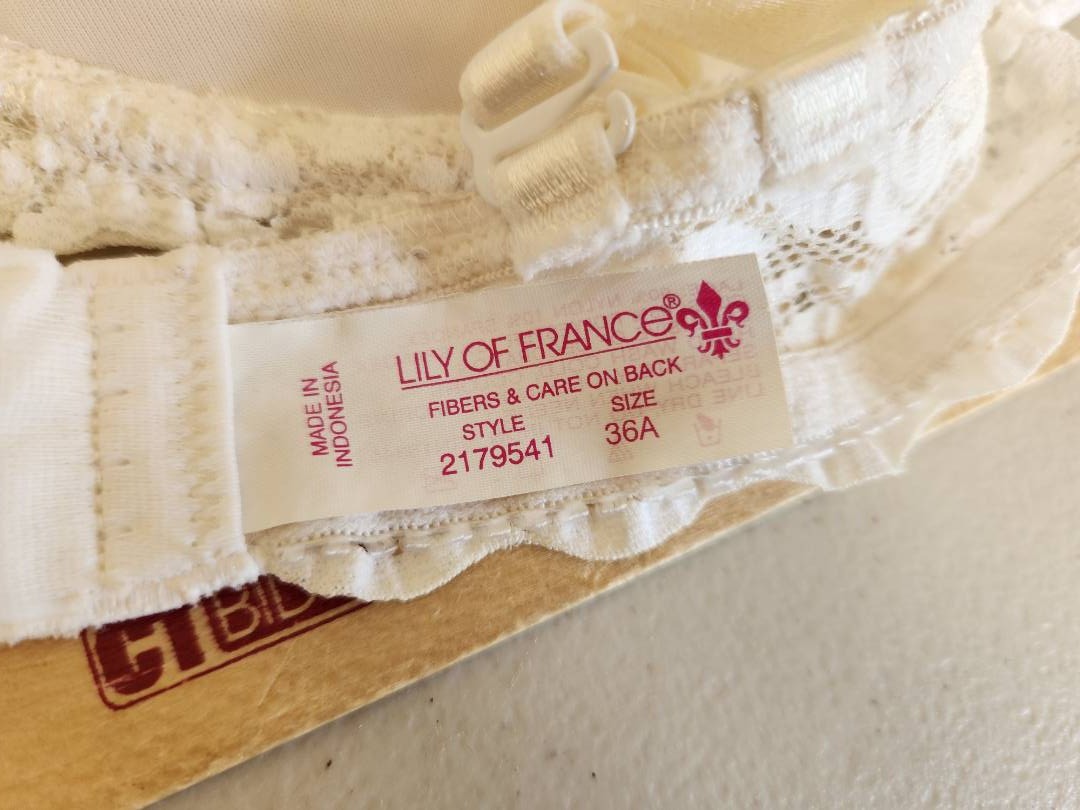 MADE IN
INDONESIA
LILY OF FRANCE®
FIBERS & CARE ON BACK
STYLE SIZE
2179541 36A